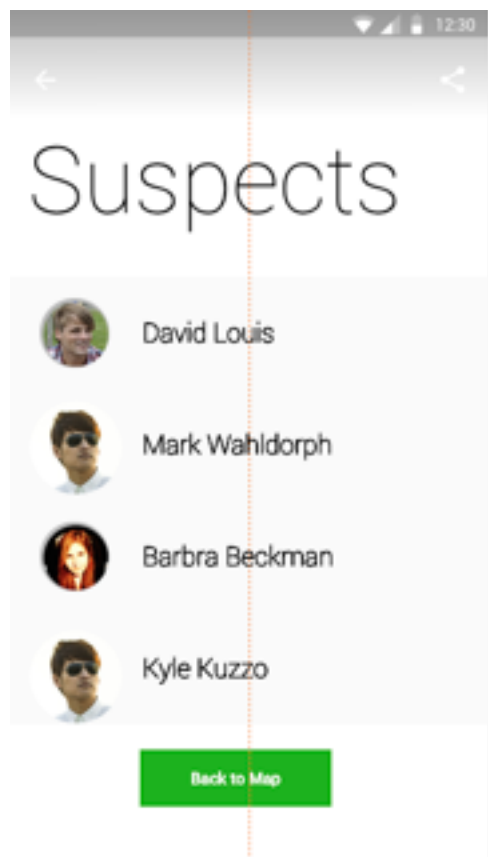 12:30
Suspects
David Louis
Mark Wahldorph
Barbra Beckman
Kyle Kuzzo
Back to Map